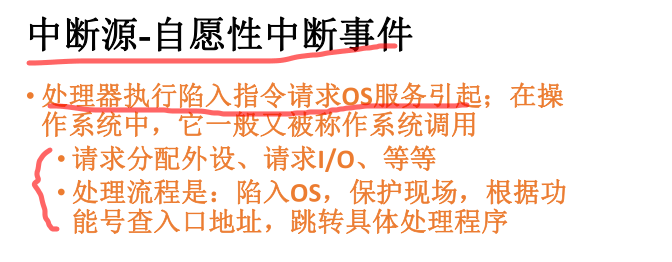 中断源-自愿性中断事件
• 处理器执行陷入指令请求OS服务引起；在操
作系统中，它一般又被称作系统调用
• 请求分配外设、请求I/O、等等
• 处理流程是：陷入OS，保护现场，根据功
能号查入口地址，跳转具体处理程序